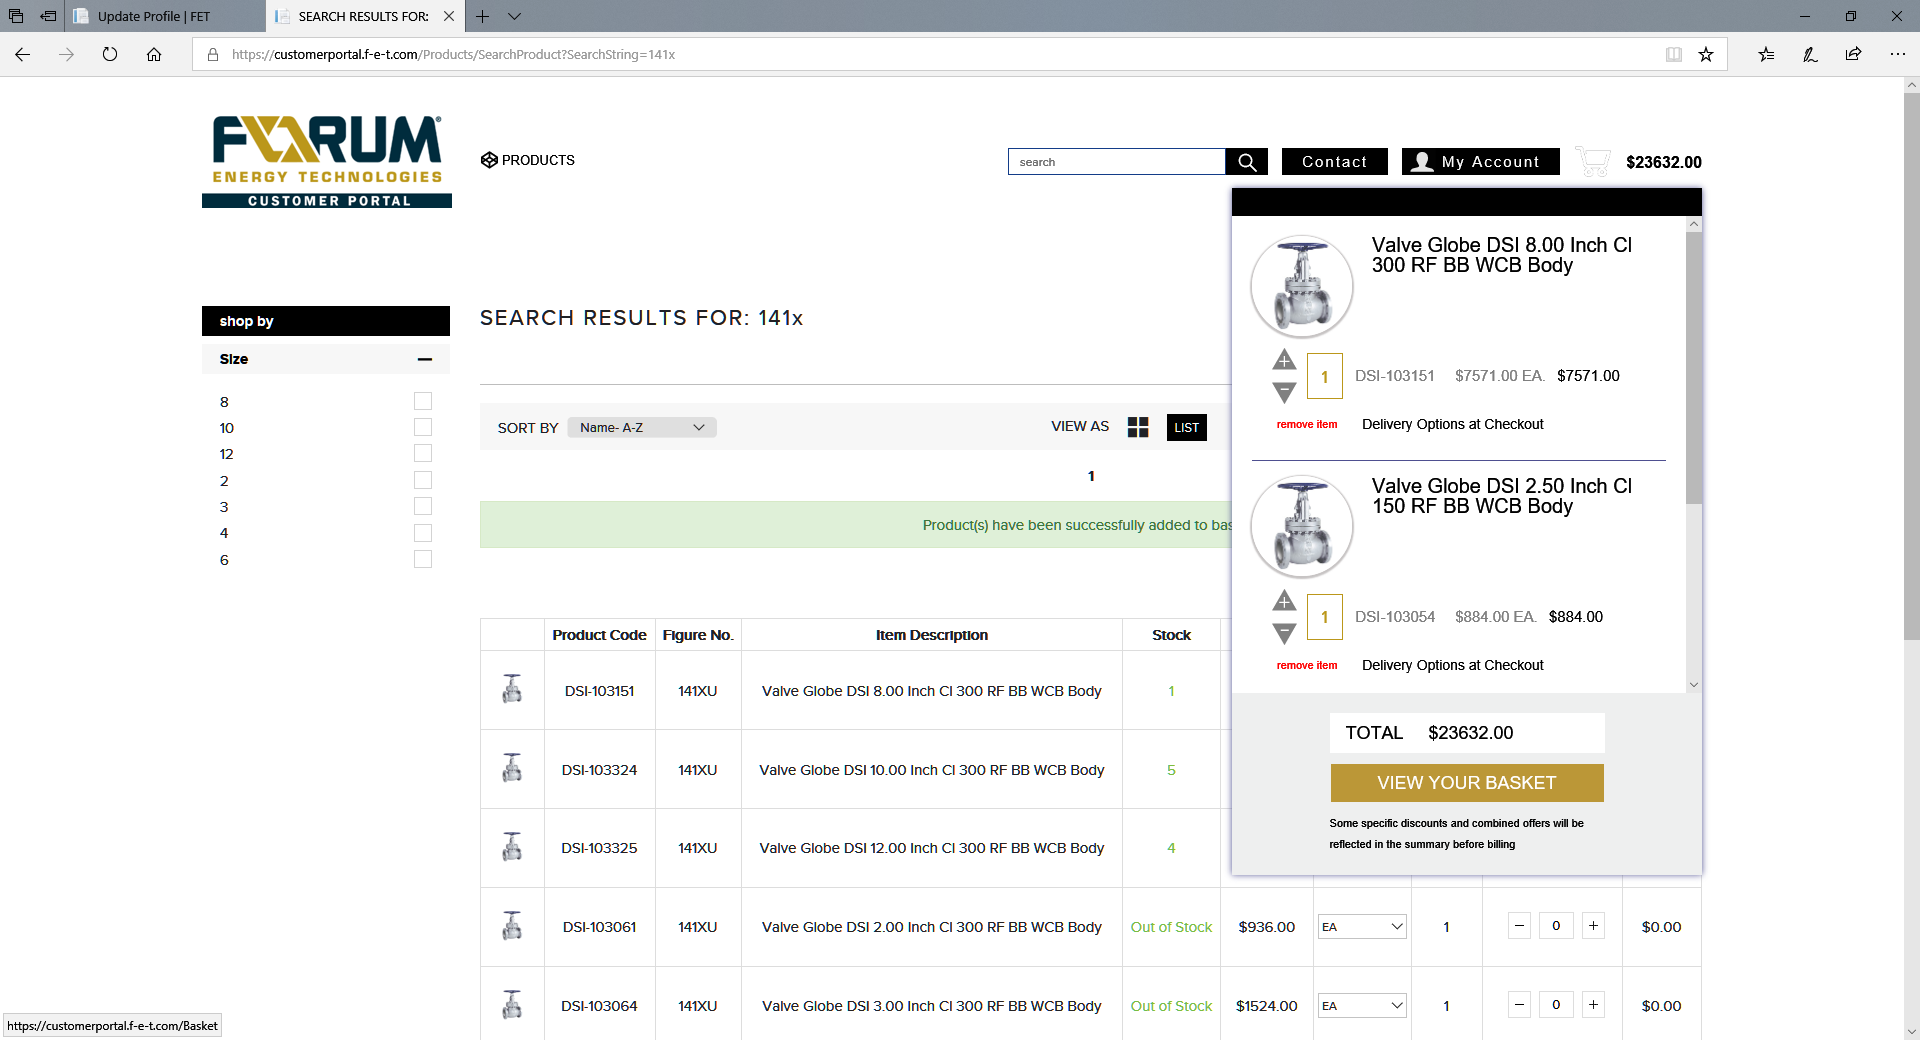 Update Profile | FET
SEARCH RESULTS FOR:
https://customerportal.f-e-t.com/Products/SearchProduct?SearchString=141x
FORUM
ENERGY TECHNOLOGIES
CUSTOMER PORTAL
PRODUCTS
search
Contact
My Account
$23632.00
shop by
Size
8
10
12
2
3
4
6
SEARCH RESULTS FOR: 141x
SORT BY
Name- A-Z
VIEW AS
LIST
1
Product(s) have been successfully added to bas
Product Code Figure No. Item Description Stock
DSI-103151 141XU Valve Globe DSI 8.00 Inch Cl 300 RF BB WCB Body 1
DSI-103324 141XU Valve Globe DSI 10.00 Inch Cl 300 RF BB WCB Body 5
DSI-103325 141XU Valve Globe DSI 12.00 Inch Cl 300 RF BB WCB Body 4
DSI-103061 141XU Valve Globe DSI 2.00 Inch Cl 300 RF BB WCB Body Out of Stock $936.00 EA 1 − 0 + $0.00
DSI-103064 141XU Valve Globe DSI 3.00 Inch Cl 300 RF BB WCB Body Out of Stock $1524.00 EA 1 − 0 + $0.00
Valve Globe DSI 8.00 Inch Cl
300 RF BB WCB Body
1 DSI-103151 $7571.00 EA. $7571.00
remove item Delivery Options at Checkout
Valve Globe DSI 2.50 Inch Cl
150 RF BB WCB Body
1 DSI-103054 $884.00 EA. $884.00
remove item Delivery Options at Checkout
TOTAL $23632.00
VIEW YOUR BASKET
Some specific discounts and combined offers will be
reflected in the summary before billing
https://customerportal.f-e-t.com/Basket